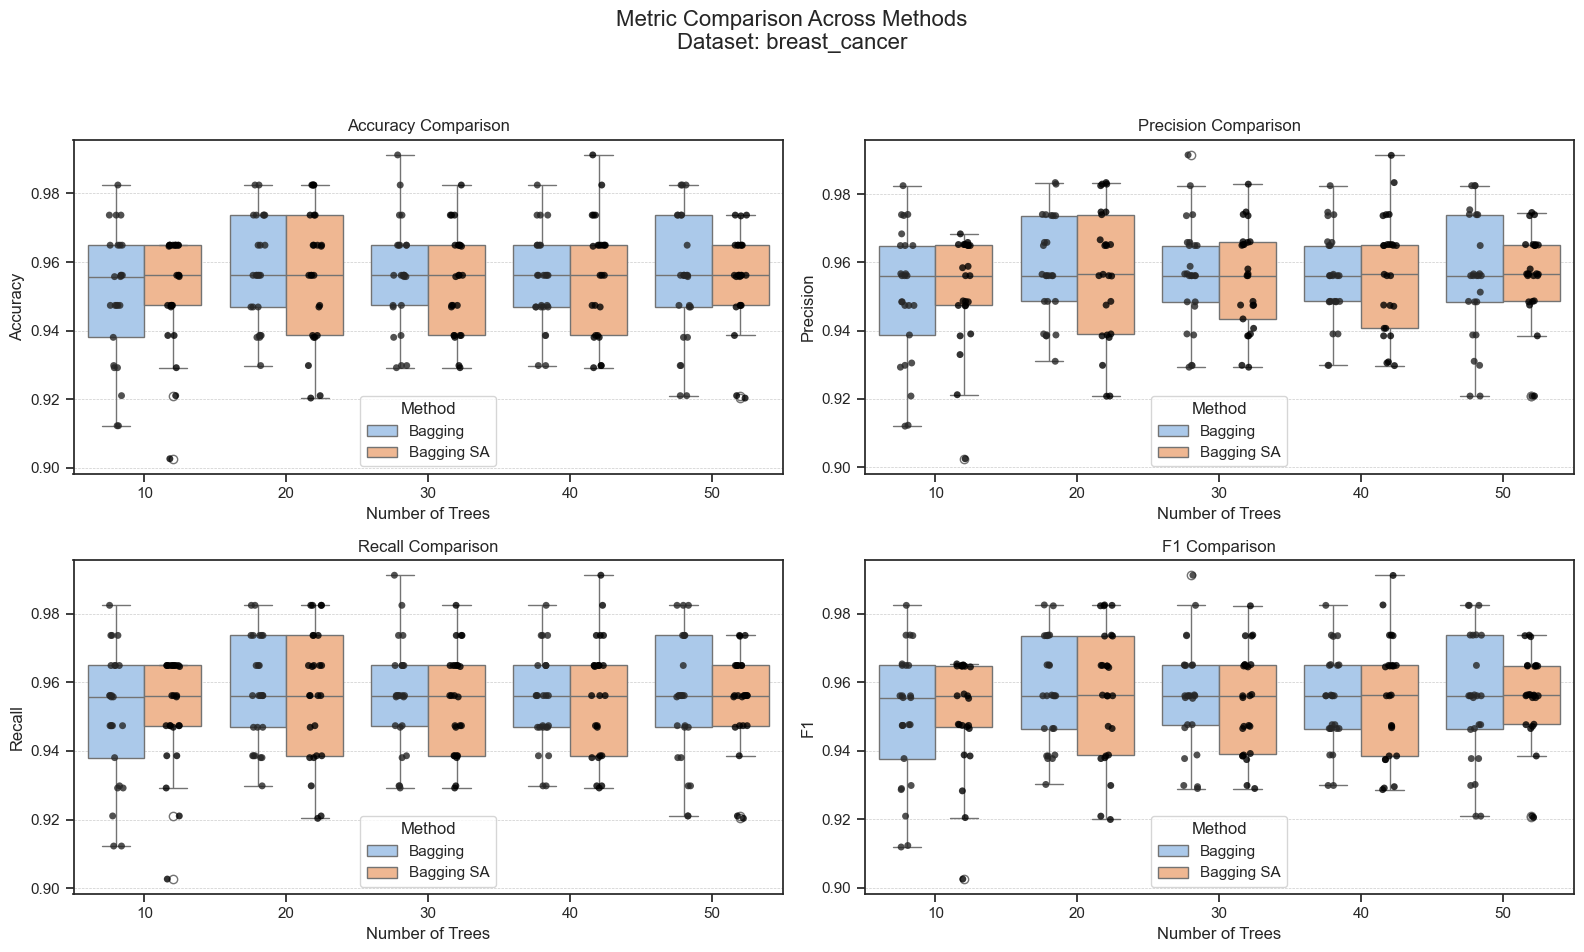 Metric Comparison Across Methods
Dataset: breast_cancer
Accuracy Comparison
Accuracy
0.98
0.96
0.94
0.92
0.90
10
20
30
40
50
Number of Trees
Method
Bagging
Bagging SA
Precision Comparison
Precision
0.98
0.96
0.94
0.92
0.90
10
20
30
40
50
Number of Trees
Method
Bagging
Bagging SA
Recall Comparison
Recall
0.98
0.96
0.94
0.92
0.90
10
20
30
40
50
Number of Trees
Method
Bagging
Bagging SA
F1 Comparison
F1
0.98
0.96
0.94
0.92
0.90
10
20
30
40
50
Number of Trees
Method
Bagging
Bagging SA